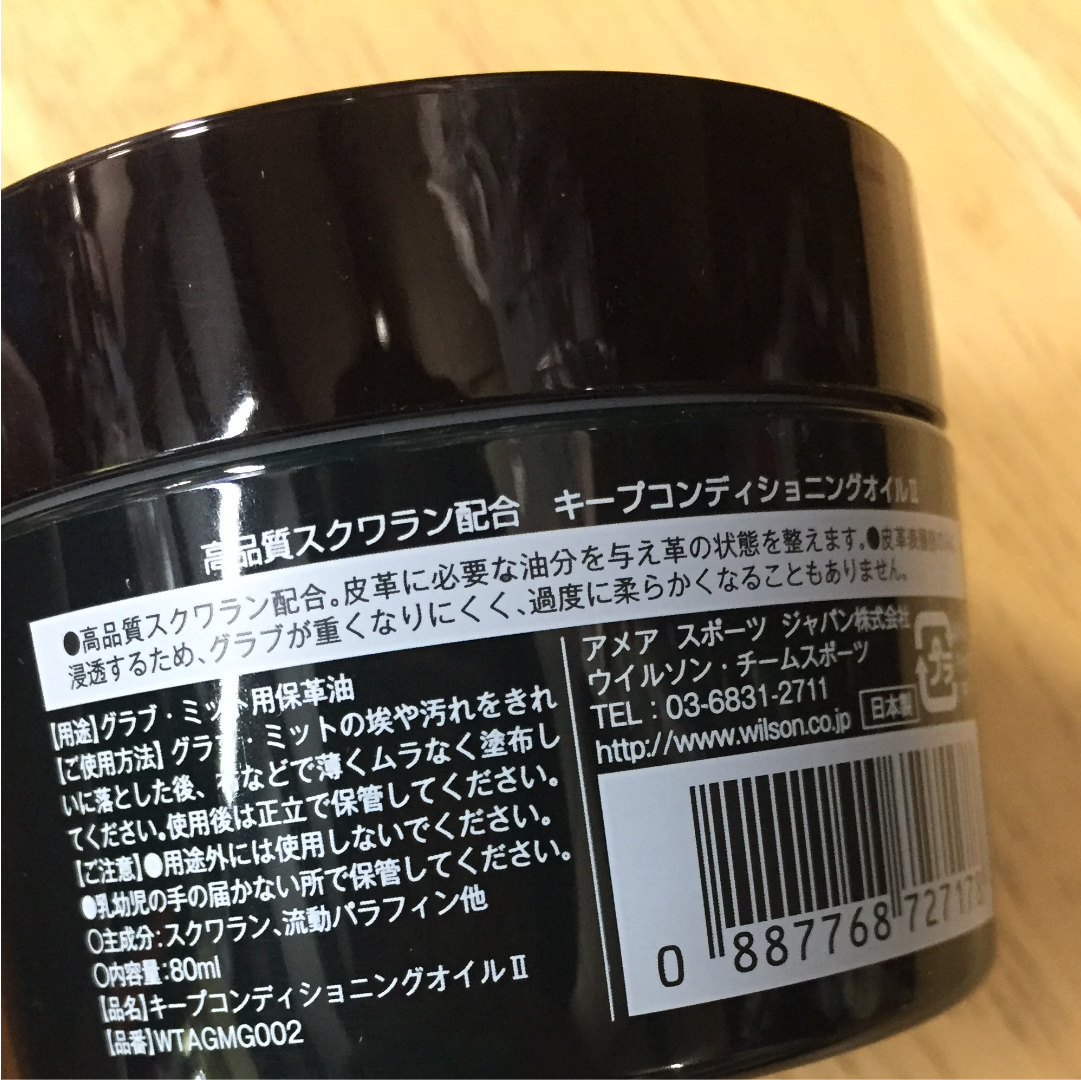 高品質スクワラン配合 キープコンディショニングオイルⅡ
●高品質スクワラン配合。皮革に必要な油分を与え革の状態を整えます。●皮革表
浸透するため、グラブが重くなりにくく、過度に柔らかくなることもありません。
【用途】グラブ・ミット用保革油
【ご使用方法】グラブ・ミットの埃や汚れをきれ
いに落とした後、布などで薄くムラなく塗布し
てください。使用後は正立で保管してください。
【ご注意】●用途外には使用しないでください。
●乳幼児の手の届かない所で保管してください。
○主成分:スクワラン、流動パラフィン他
○内容量:80ml
【品名】キープコンディショニングオイルⅡ
【品番】WTAGMG002
アメア スポーツ ジャパン株式会社
ウイルソン・チームスポーツ
TEL:03-6831-2711
http://www.wilson.co.jp 日本製
プラ
0 887768 727178